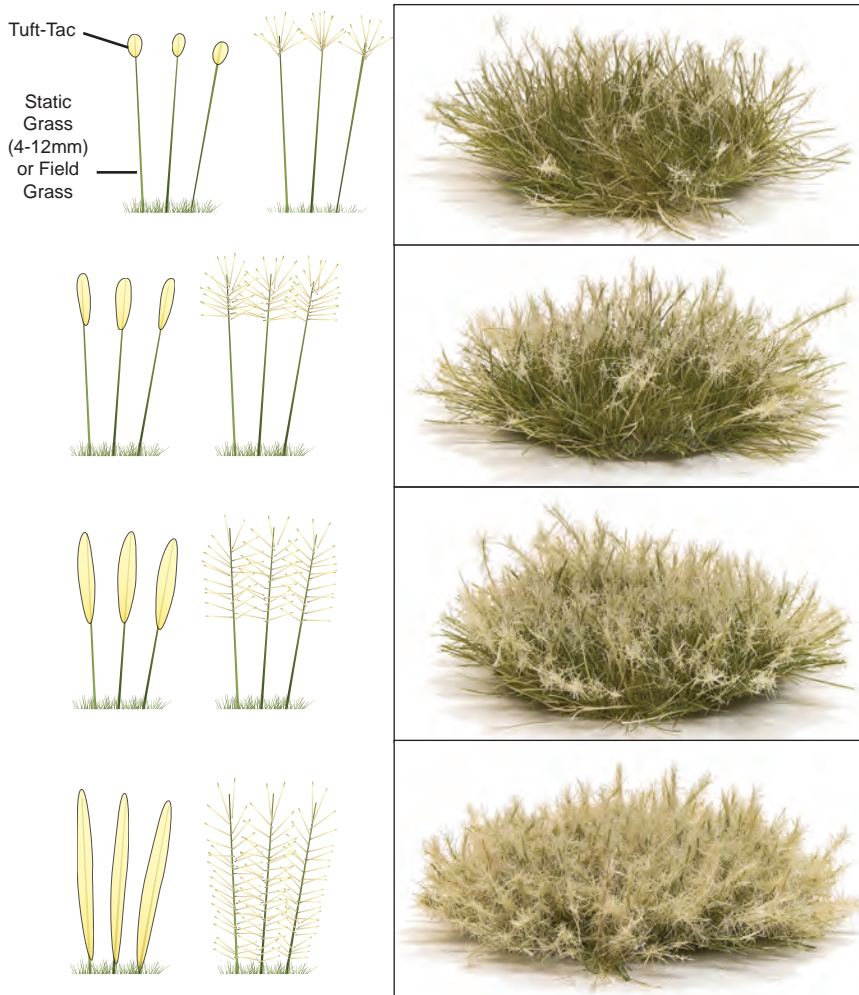 Tuft-Tac
Static
Grass
(4-12mm)
or Field
Grass